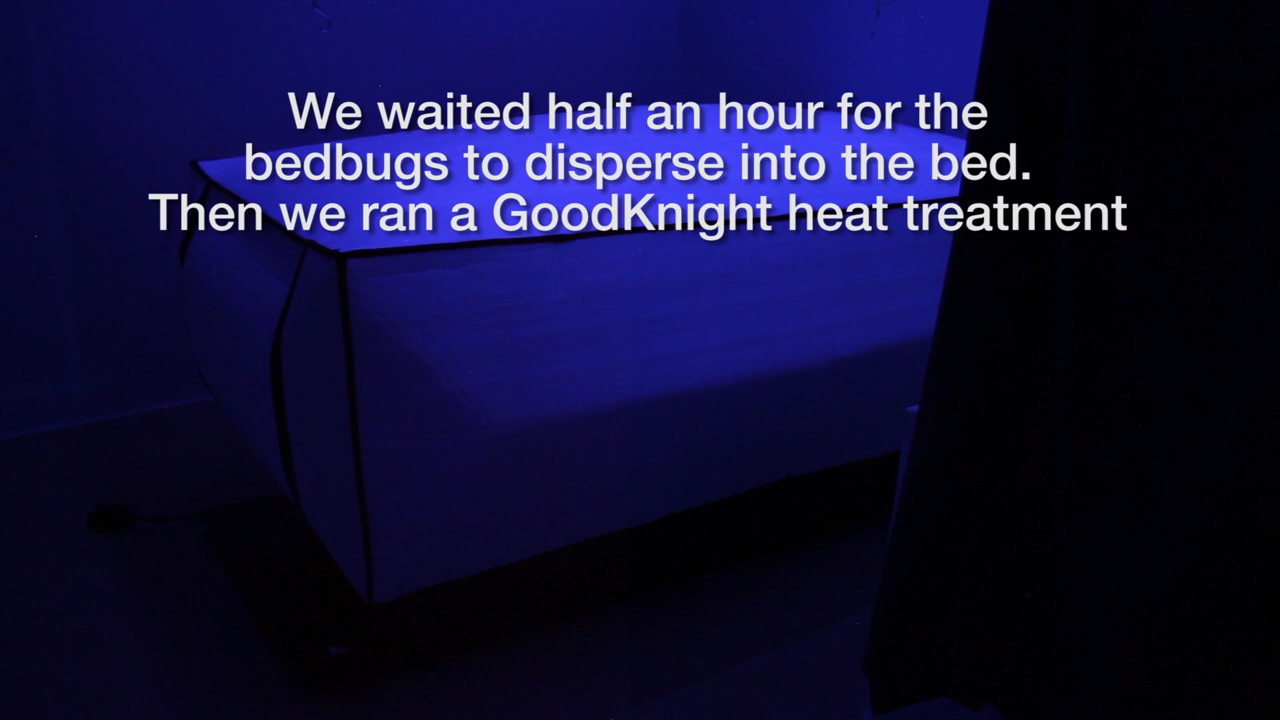 We waited half an hour for the
bedbugs to disperse into the bed.
Then we ran a GoodKnight heat treatment